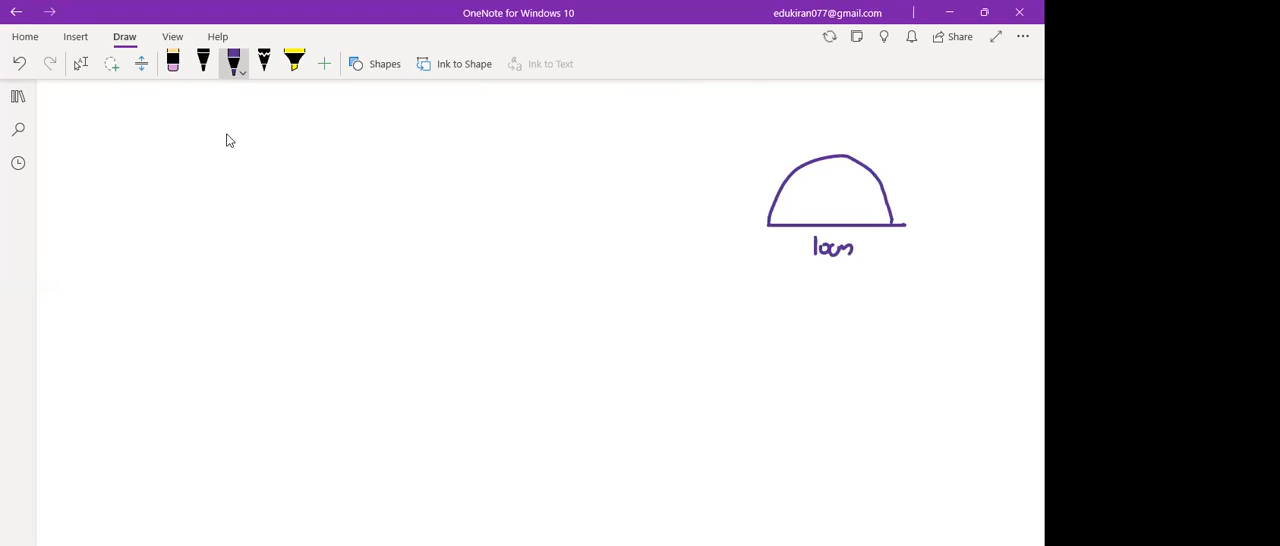 OneNote for Windows 10
edukiran077@gmail.com
Home Insert Draw View Help
Share
Shapes Ink to Shape Ink to Text
10cm